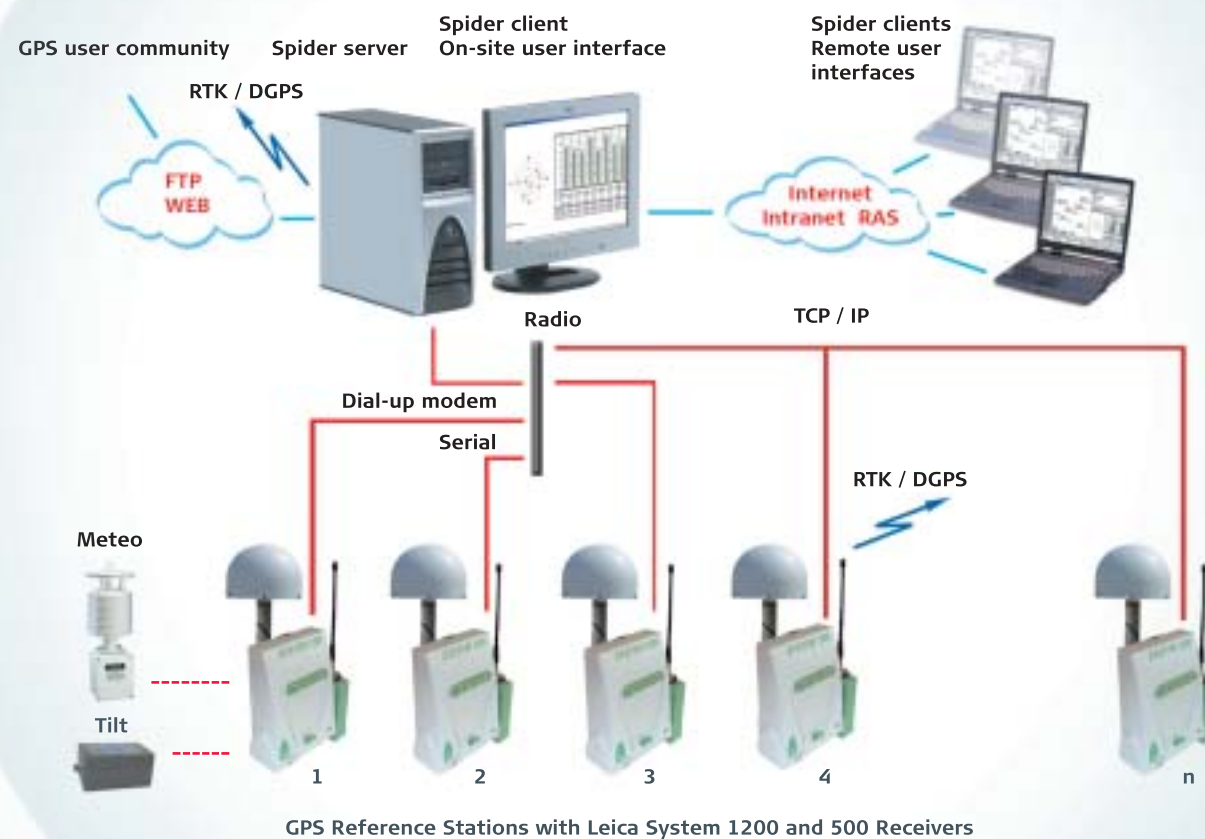 GPS user community
Spider server
Spider client
On-site user interface
Spider clients
Remote user
interfaces
RTK / DGPS
FTP
WEB
Internet
Intranet RAS
Radio
TCP / IP
Dial-up modem
Serial
RTK / DGPS
Meteo
Tilt
1
2
3
4
n
GPS Reference Stations with Leica System 1200 and 500 Receivers